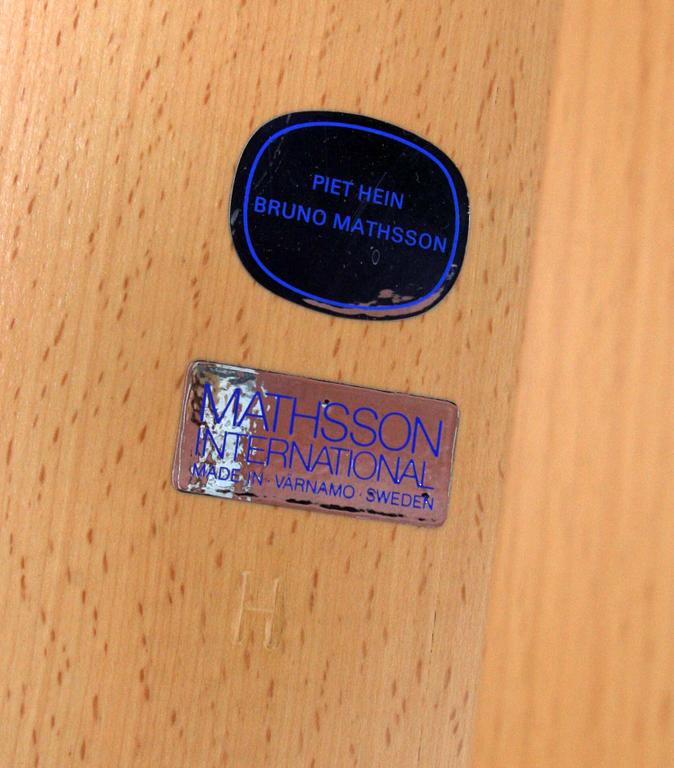 PIET HEIN
BRUNO MATHSSON
MATHSSON
INTERNATIONAL
MADE IN · VÄRNAMO · SWEDEN
H